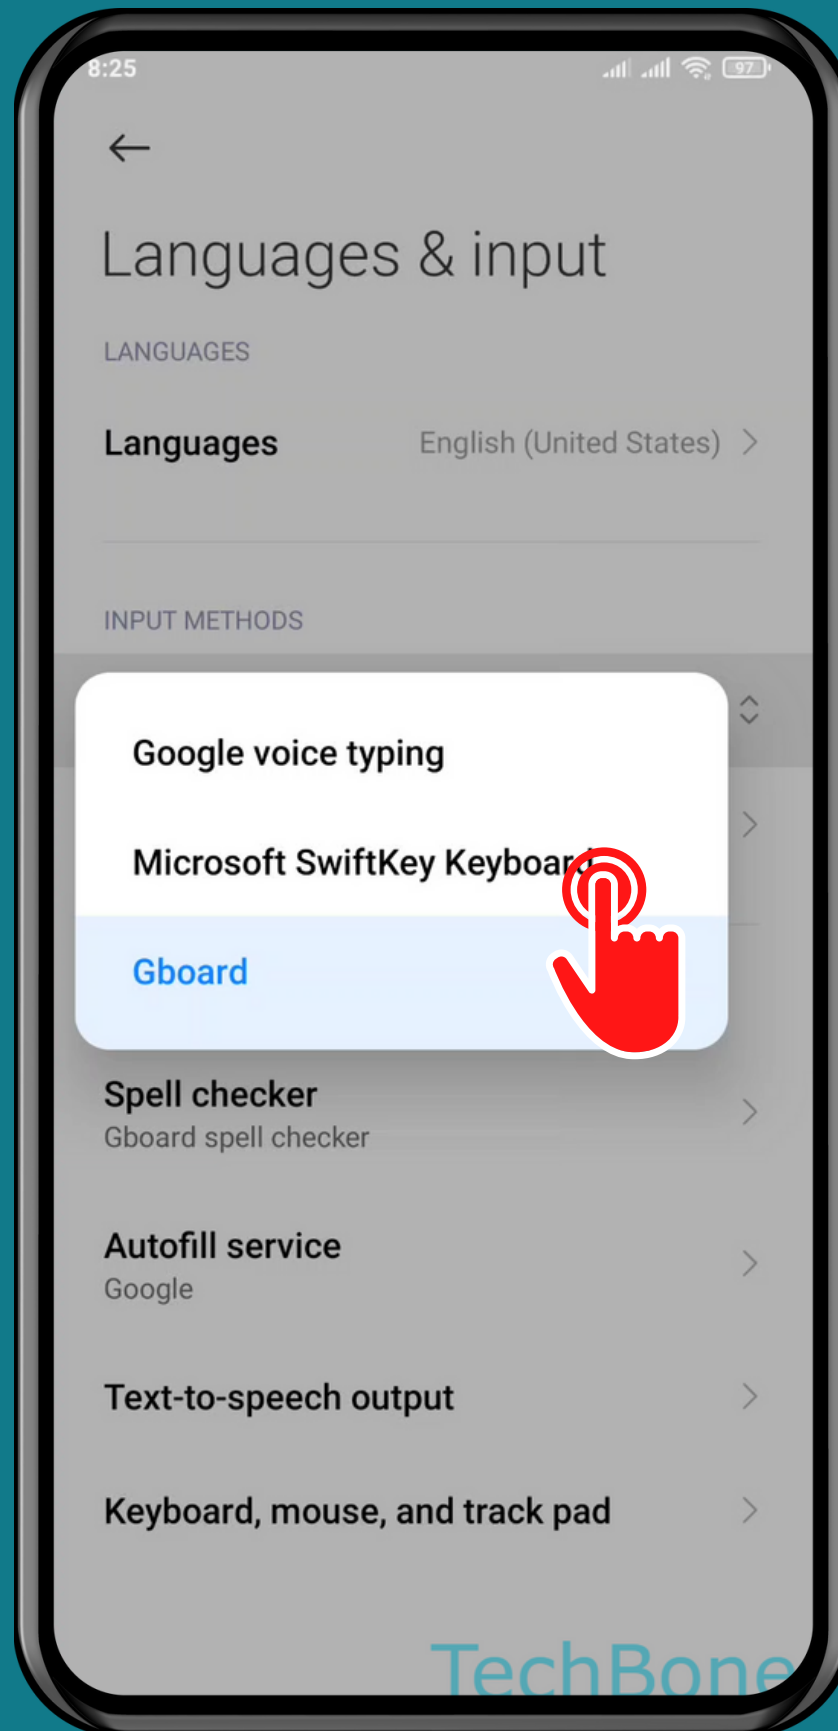 8:25
97
Languages & input
LANGUAGES
Languages
English (United States)
INPUT METHODS
Google voice typing
Microsoft SwiftKey Keyboard
Gboard
Spell checker
Gboard spell checker
Autofill service
Google
Text-to-speech output
Keyboard, mouse, and track pad
TechBone